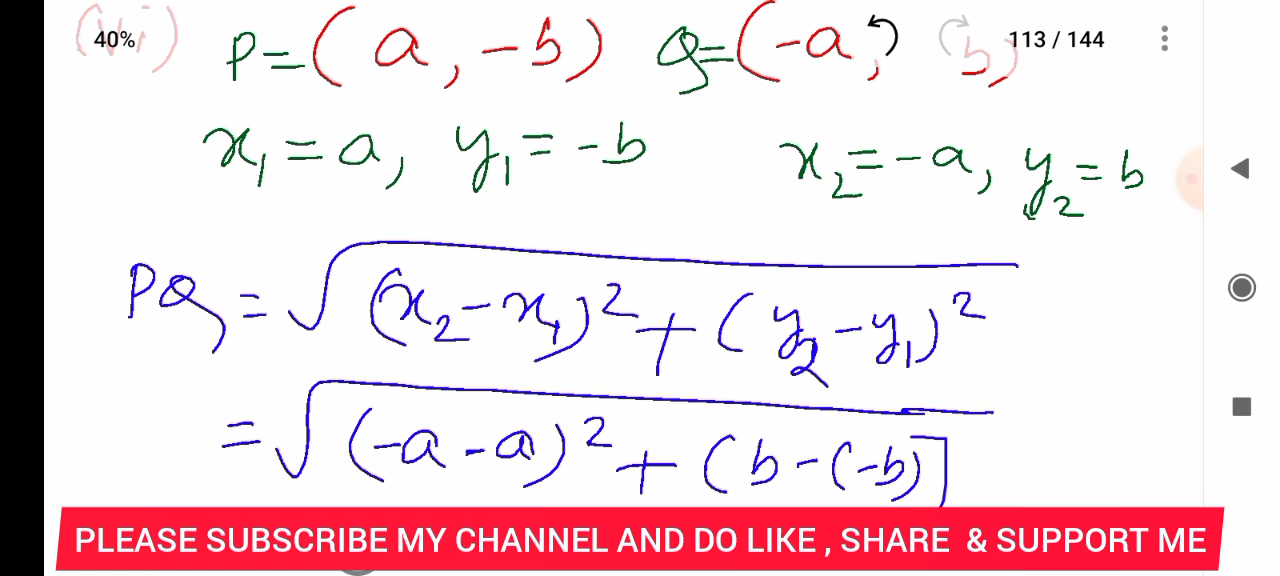 (vi) 40% P=(a,-b) Q=(-a, b) 113 / 144
x₁=a, y₁=-b x₂=-a, y₂=b
PQ = √(x₂-x₁)²+(y₂-y₁)²
= √(-a-a)²+(b-(-b)]
PLEASE SUBSCRIBE MY CHANNEL AND DO LIKE , SHARE & SUPPORT ME